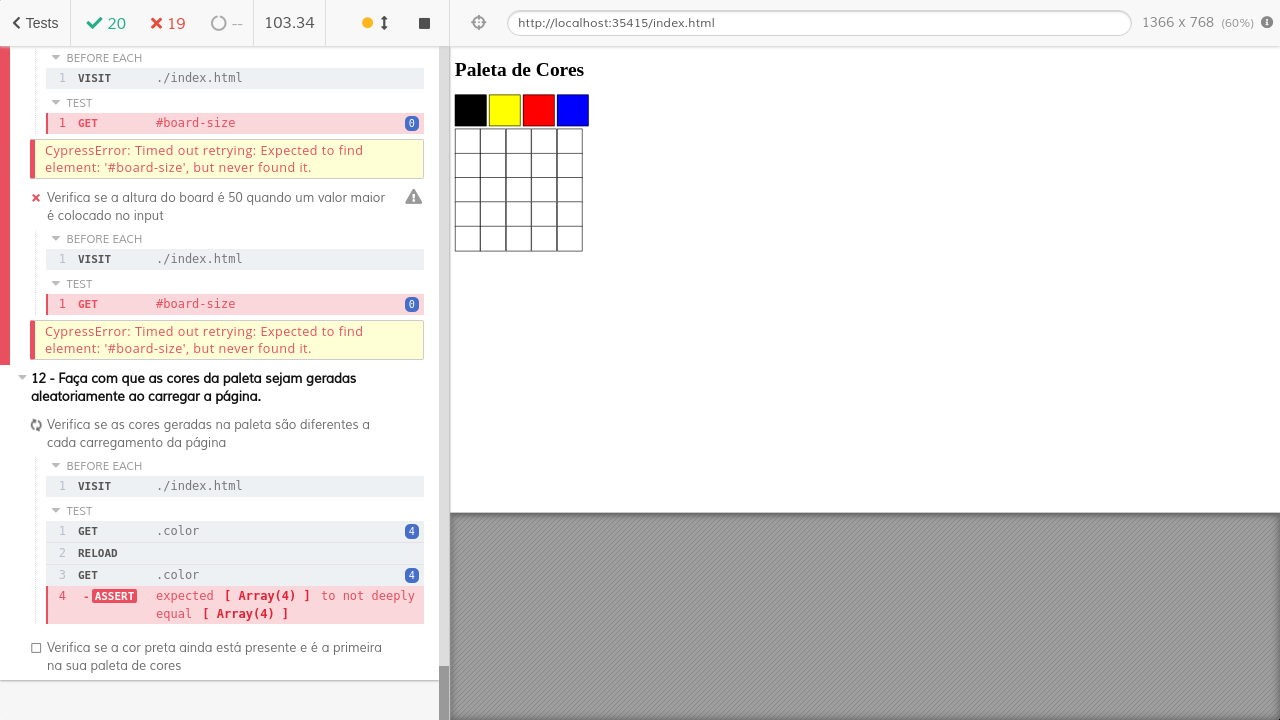 Tests 20 19 -- 103.34
http://localhost:35415/index.html 1366 x 768 (60%)
BEFORE EACH
1 VISIT ./index.html
TEST
1 GET #board-size 0
CypressError: Timed out retrying: Expected to find
element: '#board-size', but never found it.
Verifica se a altura do board é 50 quando um valor maior
é colocado no input
BEFORE EACH
1 VISIT ./index.html
TEST
1 GET #board-size 0
CypressError: Timed out retrying: Expected to find
element: '#board-size', but never found it.
12 - Faça com que as cores da paleta sejam geradas
aleatoriamente ao carregar a página.
Verifica se as cores geradas na paleta são diferentes a
cada carregamento da página
BEFORE EACH
1 VISIT ./index.html
TEST
1 GET .color 4
2 RELOAD
3 GET .color 4
4 -ASSERT expected [ Array(4) ] to not deeply
equal [ Array(4) ]
Verifica se a cor preta ainda está presente e é a primeira
na sua paleta de cores
Paleta de Cores